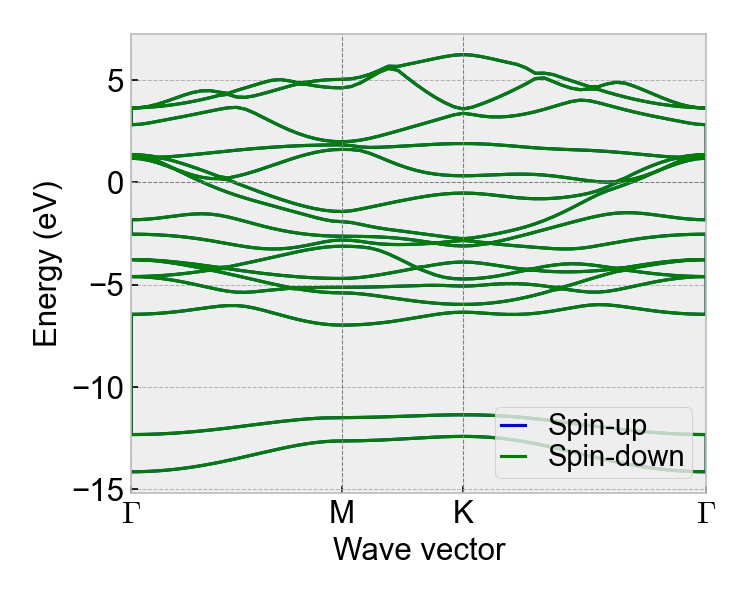 5
0
−5
−10
−15
Energy (eV)
Spin-up
Spin-down
Γ M K Γ
Wave vector